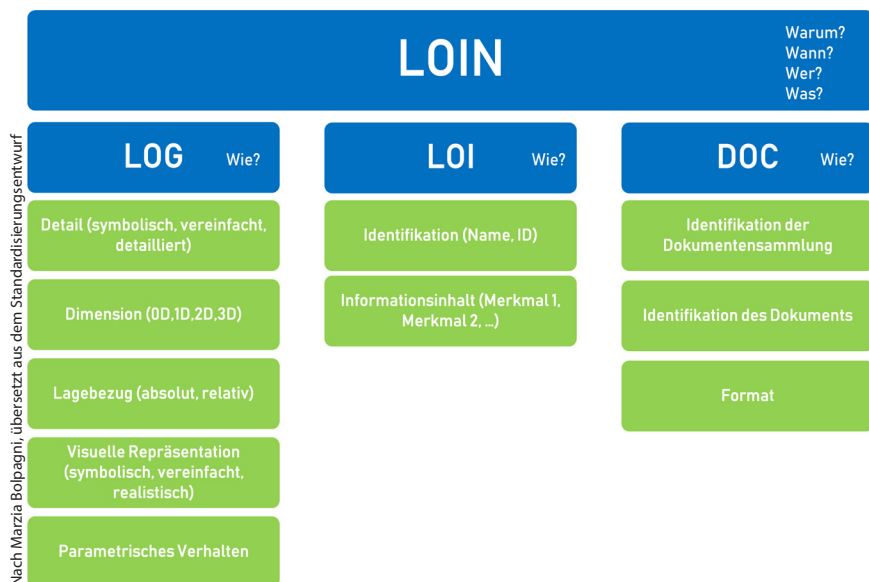 LOIN
Warum?
Wann?
Wer?
Was?
LOG Wie?
Detail (symbolisch, vereinfacht,
detailliert)
Dimension (0D,1D,2D,3D)
Lagebezug (absolut, relativ)
Visuelle Repräsentation
(symbolisch, vereinfacht,
realistisch)
Parametrisches Verhalten
LOI Wie?
Identifikation (Name, ID)
Informationsinhalt (Merkmal 1,
Merkmal 2, ...)
DOC Wie?
Identifikation der
Dokumentensammlung
Identifikation des Dokuments
Format
Nach Marzia Bolpagni, übersetzt aus dem Standardisierungsentwurf